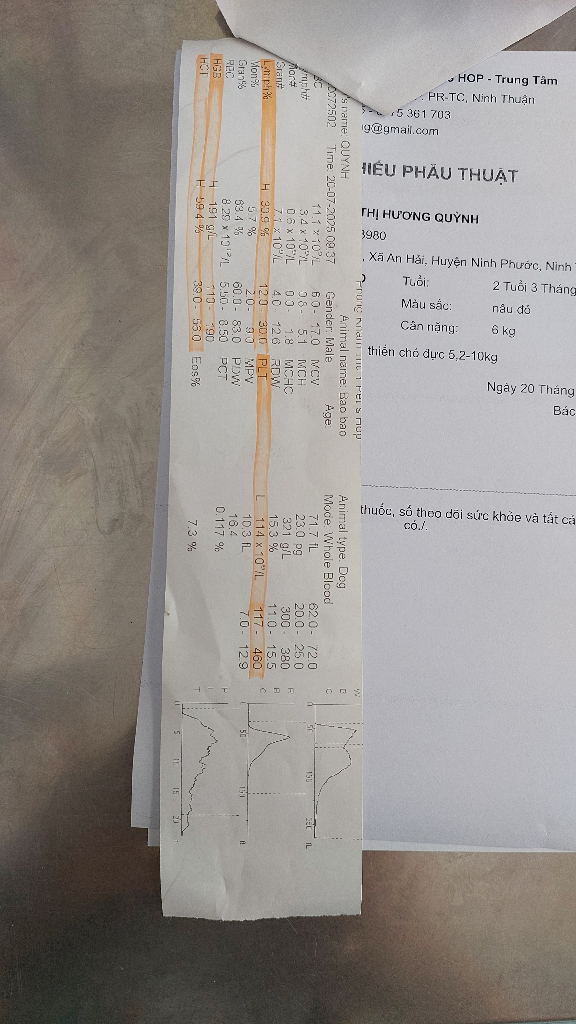 HOP - Trung Tâm
PR-TC, Ninh Thuận
75 361 703
g@gmail.com
HIẾU PHẪU THUẬT
THỊ HƯƠNG QUỲNH
3980
, Xã An Hải, Huyện Ninh Phước, Ninh
Tuổi: 2 Tuổi 3 Tháng
Màu sắc: nâu đỏ
Cân nặng: 6 kg
thiến chó đực 5,2-10kg
Ngày 20 Tháng
Bác
thuốc, sổ theo dõi sức khỏe và tất cả
có./.
's name: QUYNH Animal name: Bao bao Animal type: Dog
0072502 Time: 20-07-2025 09:37 Gender: Male Age: Mode: Whole Blood
11.1 x 10⁹/L 6.0 - 17.0 MCV 71.7 fL 62.0 - 72.0
ymph# 3.4 x 10⁹/L 0.8 - 5.1 MCH 23.0 pg 20.0 - 25.0
Mon# 0.6 x 10⁹/L 0.0 - 1.8 MCHC 321 g/L 300 - 380
Gran# 7.1 x 10⁹/L 4.0 - 12.6 RDW 15.3 % 11.0 - 15.5
Lymph% H 30.9 % 12.0 - 30.0 PLT L 114 x 10⁹/L 117 - 460
Mon% 5.7 % 2.0 - 9.0 MPV 10.3 fL 7.0 - 12.9
Gran% 63.4 % 60.0 - 83.0 PDW 16.4
RBC 8.29 x 10¹²/L 5.50 - 8.50 PCT 0.117 %
HGB H 191 g/L 110 - 190
HCT H 59.4 % 39.0 - 56.0 Eos% 7.3 %